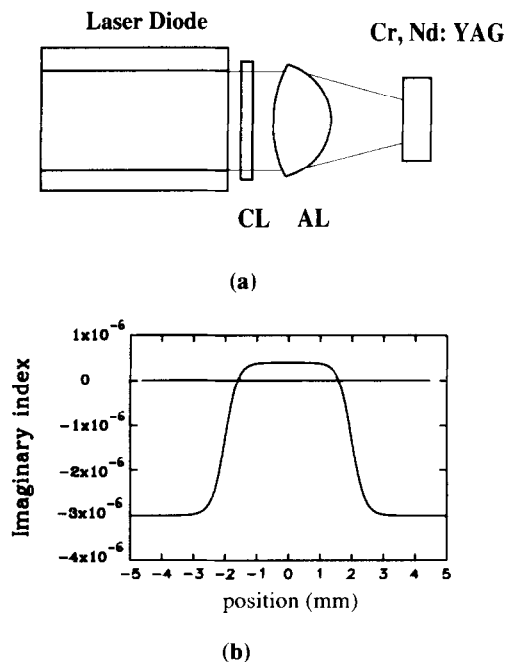 Laser Diode
Cr, Nd: YAG
CL
AL
(a)
1x10^-6
0
-1x10^-6
-2x10^-6
-3x10^-6
-4x10^-6
Imaginary index
-5 -4 -3 -2 -1 0 1 2 3 4 5
position (mm)
(b)